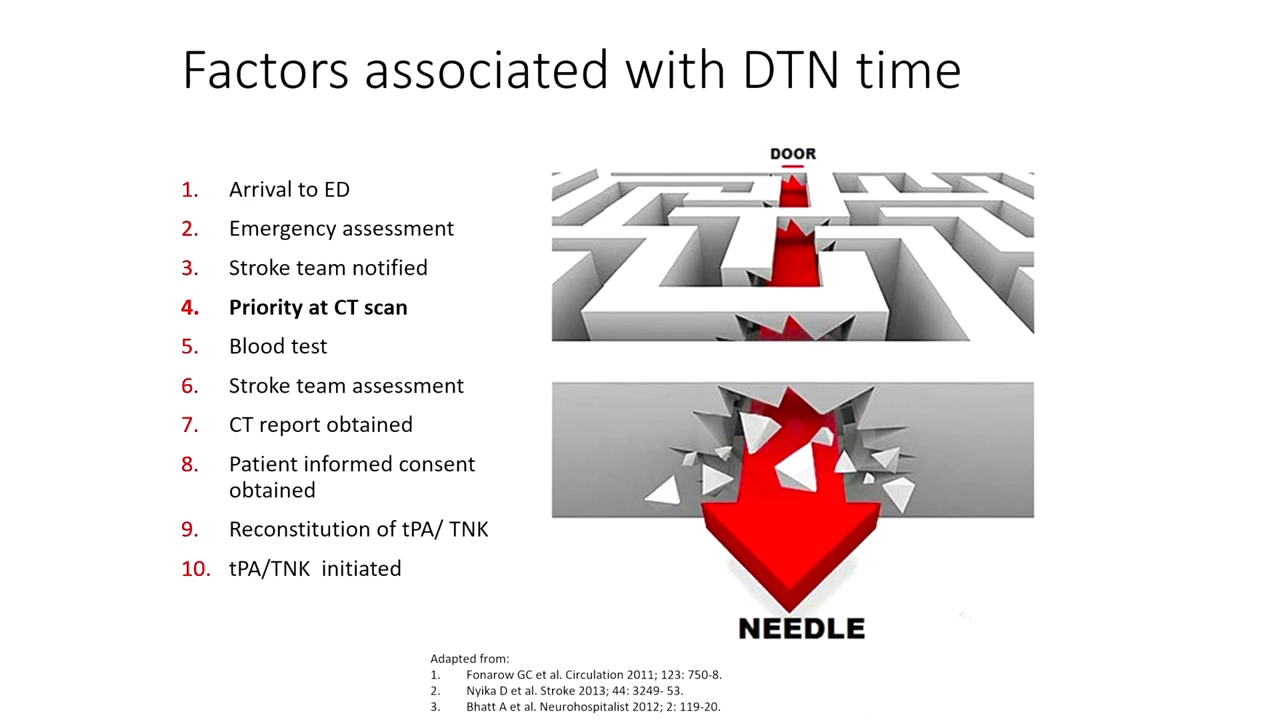 Factors associated with DTN time
1. Arrival to ED
2. Emergency assessment
3. Stroke team notified
4. Priority at CT scan
5. Blood test
6. Stroke team assessment
7. CT report obtained
8. Patient informed consent
obtained
9. Reconstitution of tPA/ TNK
10. tPA/TNK initiated
DOOR
NEEDLE
Adapted from:
1. Fonarow GC et al. Circulation 2011; 123: 750-8.
2. Nyika D et al. Stroke 2013; 44: 3249- 53.
3. Bhatt A et al. Neurohospitalist 2012; 2: 119-20.